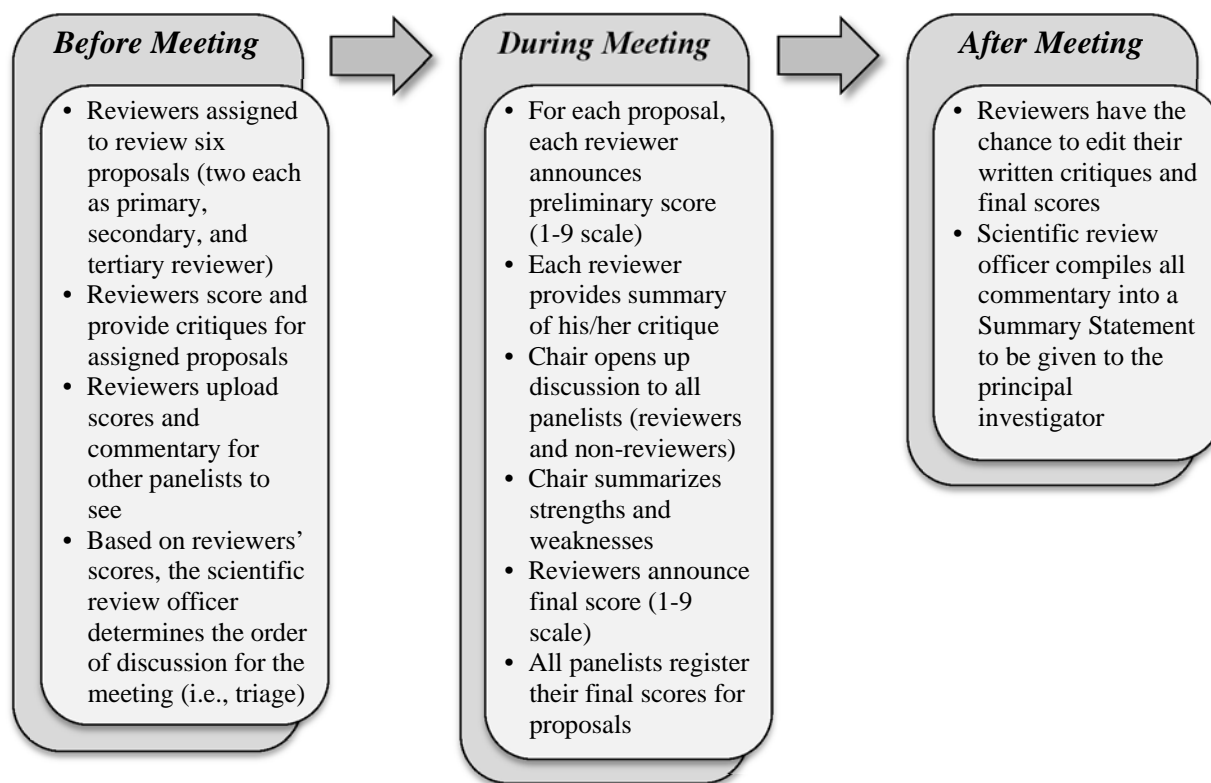 Before Meeting
• Reviewers assigned
to review six
proposals (two each
as primary,
secondary, and
tertiary reviewer)
• Reviewers score and
provide critiques for
assigned proposals
• Reviewers upload
scores and
commentary for
other panelists to
see
• Based on reviewers’
scores, the scientific
review officer
determines the order
of discussion for the
meeting (i.e., triage)
During Meeting
• For each proposal,
each reviewer
announces
preliminary score
(1-9 scale)
• Each reviewer
provides summary
of his/her critique
• Chair opens up
discussion to all
panelists (reviewers
and non-reviewers)
• Chair summarizes
strengths and
weaknesses
• Reviewers announce
final score (1-9
scale)
• All panelists register
their final scores for
proposals
After Meeting
• Reviewers have the
chance to edit their
written critiques and
final scores
• Scientific review
officer compiles all
commentary into a
Summary Statement
to be given to the
principal
investigator